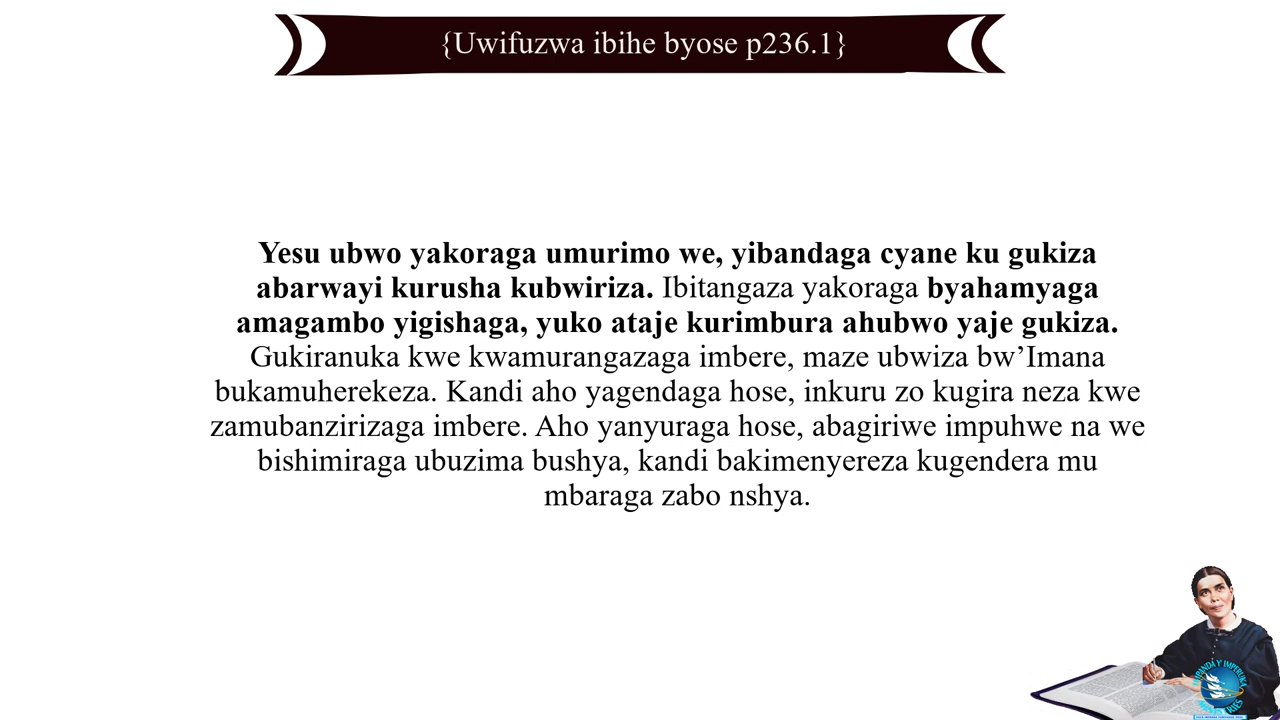 {Uwifuzwa ibihe byose p236.1}
Yesu ubwo yakoraga umurimo we, yibandaga cyane ku gukiza
abarwayi kurusha kubwiriza. Ibitangaza yakoraga byahamyaga
amagambo yigishaga, yuko ataje kurimbura ahubwo yaje gukiza.
Gukiranuka kwe kwamurangazaga imbere, maze ubwiza bw’Imana
bukamuherekeza. Kandi aho yagendaga hose, inkuru zo kugira neza kwe
zamubanzirizaga imbere. Aho yanyuraga hose, abagiriwe impuhwe na we
bishimiraga ubuzima bushya, kandi bakimenyereza kugendera mu
mbaraga zabo nshya.